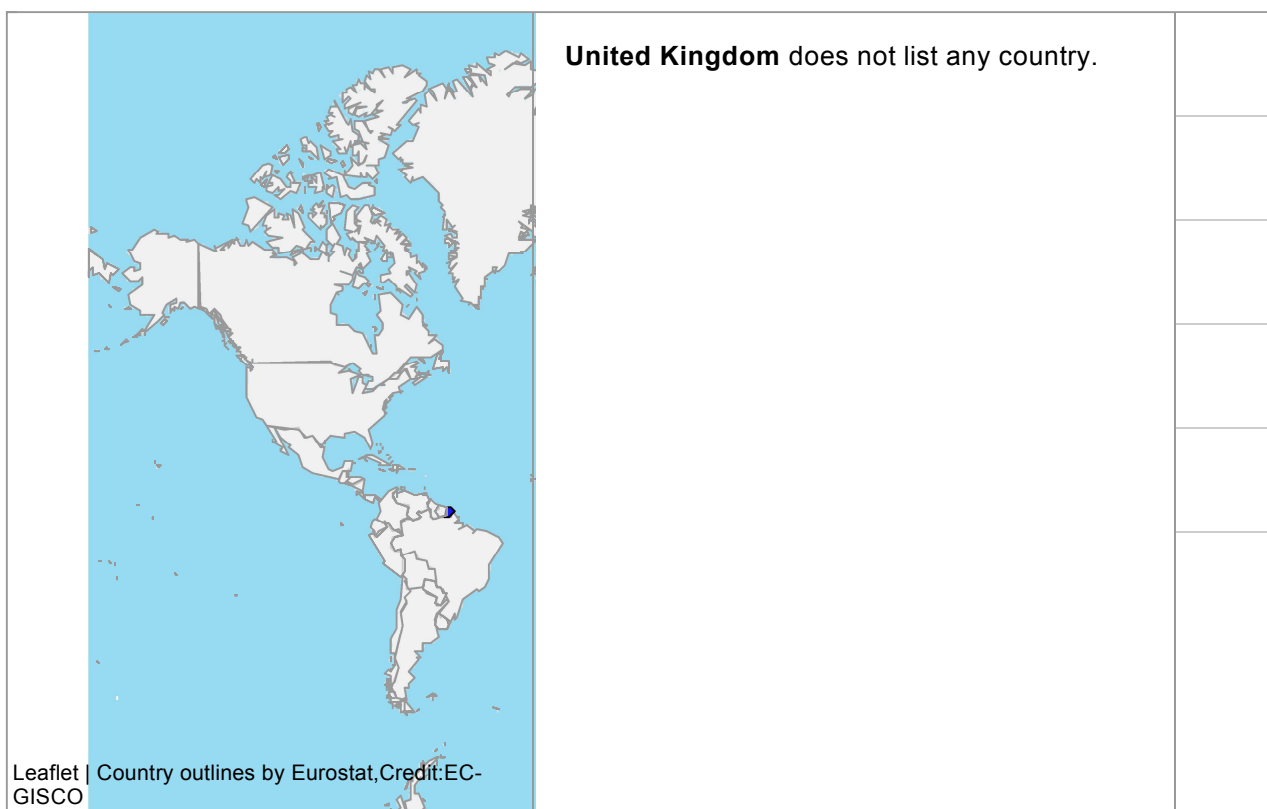 United Kingdom does not list any country.
Leaflet | Country outlines by Eurostat,Credit:EC-
GISCO